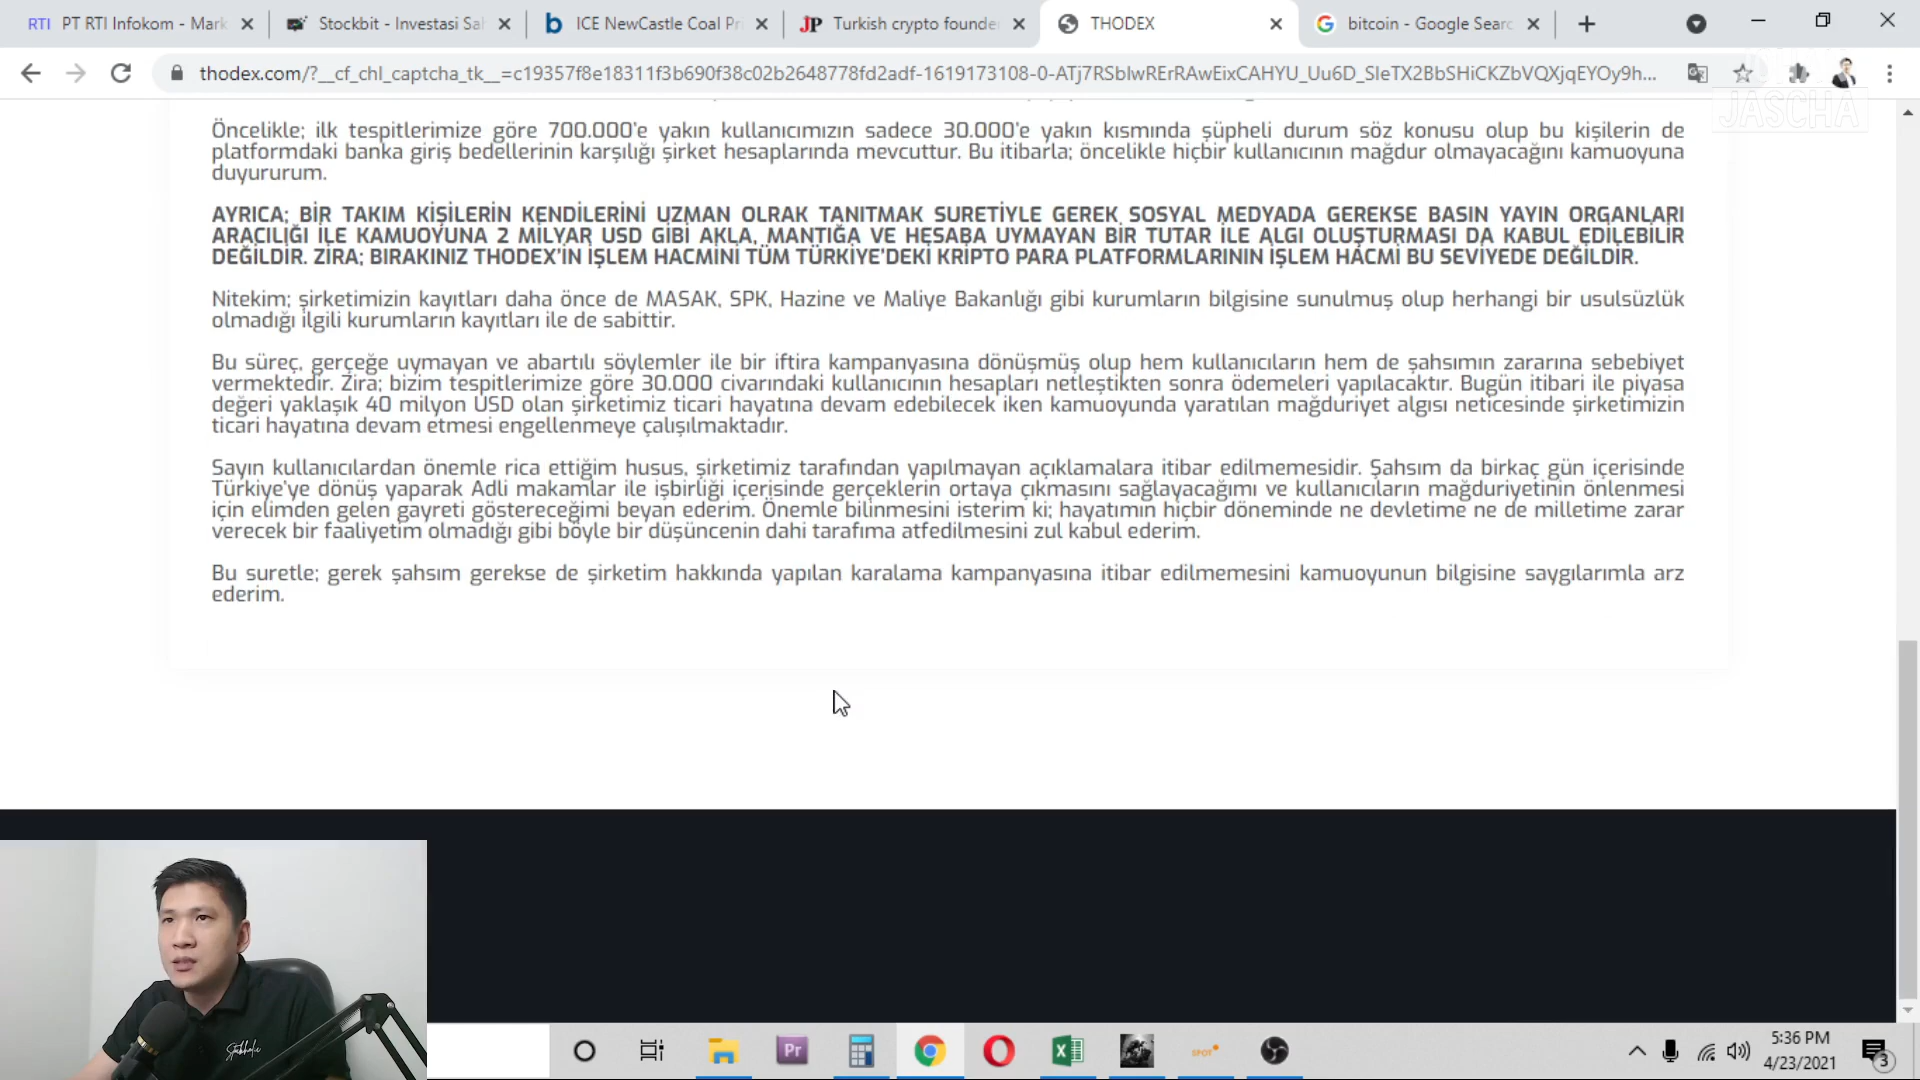 RTI PT RTI Infokom - Mark
Stockbit - Investasi Sa
b ICE NewCastle Coal Pr
JP Turkish crypto founde
THODEX
bitcoin - Google Searc
thodex.com/?__cf_chl_captcha_tk__=c19357f8e18311f3b690f38c02b2648778fd2adf-1619173108-0-ATj7RSbIwRErRAwEixCAHYU_Uu6D_SIeTX2BbSHiCKZbVQXjqEYOy9h...
JASCHA
Öncelikle; ilk tespitlerimize göre 700.000'e yakın kullanıcımızın sadece 30.000'e yakın kısmında şüpheli durum söz konusu olup bu kişilerin de
platformdaki banka giriş bedellerinin karşılığı şirket hesaplarında mevcuttur. Bu itibarla; öncelikle hiçbir kullanıcının mağdur olmayacağını kamuoyuna
duyururum.
AYRICA; BİR TAKIM KİŞİLERİN KENDİLERİNİ UZMAN OLRAK TANITMAK SURETİYLE GEREK SOSYAL MEDYADA GEREKSE BASIN YAYIN ORGANLARI
ARACILIĞI İLE KAMUOYUNA 2 MİLYAR USD GİBİ AKLA, MANTIĞA VE HESABA UYMAYAN BİR TUTAR İLE ALGI OLUŞTURMASI DA KABUL EDİLEBİLİR
DEĞİLDİR. ZİRA; BIRAKINIZ THODEX'İN İŞLEM HACMİNİ TÜM TÜRKİYE'DEKİ KRİPTO PARA PLATFORMLARININ İŞLEM HACMİ BU SEVİYEDE DEĞİLDİR.
Nitekim; şirketimizin kayıtları daha önce de MASAK, SPK, Hazine ve Maliye Bakanlığı gibi kurumların bilgisine sunulmuş olup herhangi bir usulsüzlük
olmadığı ilgili kurumların kayıtları ile de sabittir.
Bu süreç, gerçeğe uymayan ve abartılı söylemler ile bir iftira kampanyasına dönüşmüş olup hem kullanıcıların hem de şahsımın zararına sebebiyet
vermektedir. Zira; bizim tespitlerimize göre 30.000 civarındaki kullanıcının hesapları netleştikten sonra ödemeleri yapılacaktır. Bugün itibari ile piyasa
değeri yaklaşık 40 milyon USD olan şirketimiz ticari hayatına devam edebilecek iken kamuoyunda yaratılan mağduriyet algısı neticesinde şirketimizin
ticari hayatına devam etmesi engellenmeye çalışılmaktadır.
Sayın kullanıcılardan önemle rica ettiğim husus, şirketimiz tarafından yapılmayan açıklamalara itibar edilmemesidir. Şahsım da birkaç gün içerisinde
Türkiye'ye dönüş yaparak Adli makamlar ile işbirliği içerisinde gerçeklerin ortaya çıkmasını sağlayacağımı ve kullanıcıların mağduriyetinin önlenmesi
için elimden gelen gayreti göstereceğimi beyan ederim. Önemle bilinmesini isterim ki; hayatımın hiçbir döneminde ne devletime ne de milletime zarar
verecek bir faaliyetim olmadığı gibi böyle bir düşüncenin dahi tarafıma atfedilmesini zul kabul ederim.
Bu suretle; gerek şahsım gerekse de şirketim hakkında yapılan karalama kampanyasına itibar edilmemesini kamuoyunun bilgisine saygılarımla arz
ederim.
Pr
SPOT
5:36 PM
4/23/2021
3